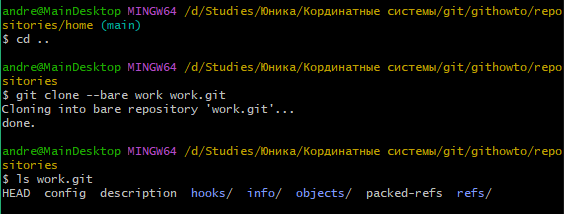 andre@MainDesktop MINGW64 /d/Studies/Юника/Кординатные системы/git/githowto/repo
sitories/home (main)
$ cd ..
andre@MainDesktop MINGW64 /d/Studies/Юника/Кординатные системы/git/githowto/repo
sitories
$ git clone --bare work work.git
Cloning into bare repository 'work.git'...
done.
andre@MainDesktop MINGW64 /d/Studies/Юника/Кординатные системы/git/githowto/repo
sitories
$ ls work.git
HEAD  config  description  hooks/  info/  objects/  packed-refs  refs/